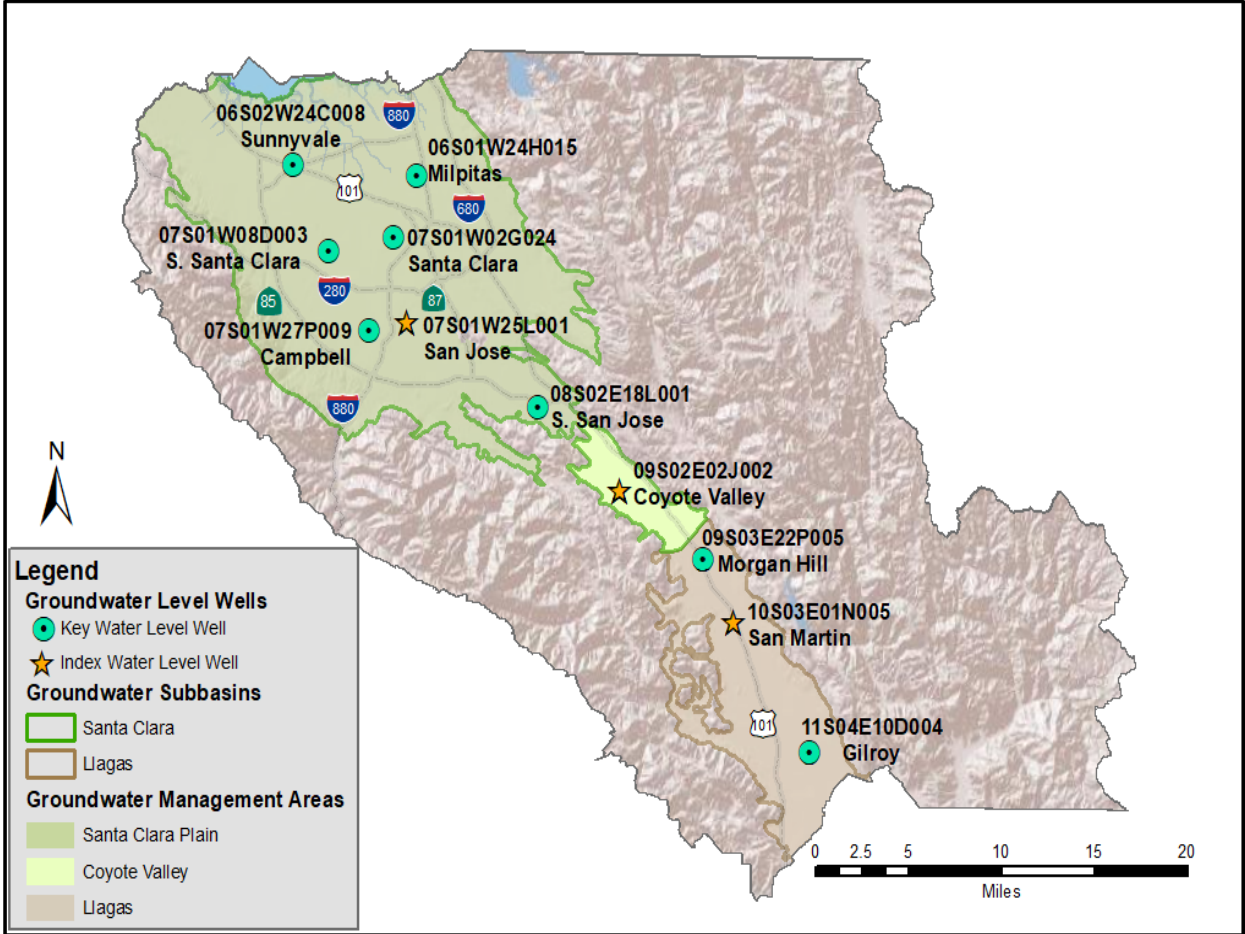 06S02W24C008
Sunnyvale
880
06S01W24H015
Milpitas
101
680
07S01W08D003
S. Santa Clara
07S01W02G024
Santa Clara
280
85
87
07S01W27P009
Campbell
07S01W25L001
San Jose
880
08S02E18L001
S. San Jose
09S02E02J002
Coyote Valley
09S03E22P005
Morgan Hill
10S03E01N005
San Martin
101
11S04E10D004
Gilroy
N
Legend
Groundwater Level Wells
Key Water Level Well
Index Water Level Well
Groundwater Subbasins
Santa Clara
Llagas
Groundwater Management Areas
Santa Clara Plain
Coyote Valley
Llagas
0 2.5 5 10 15 20
Miles